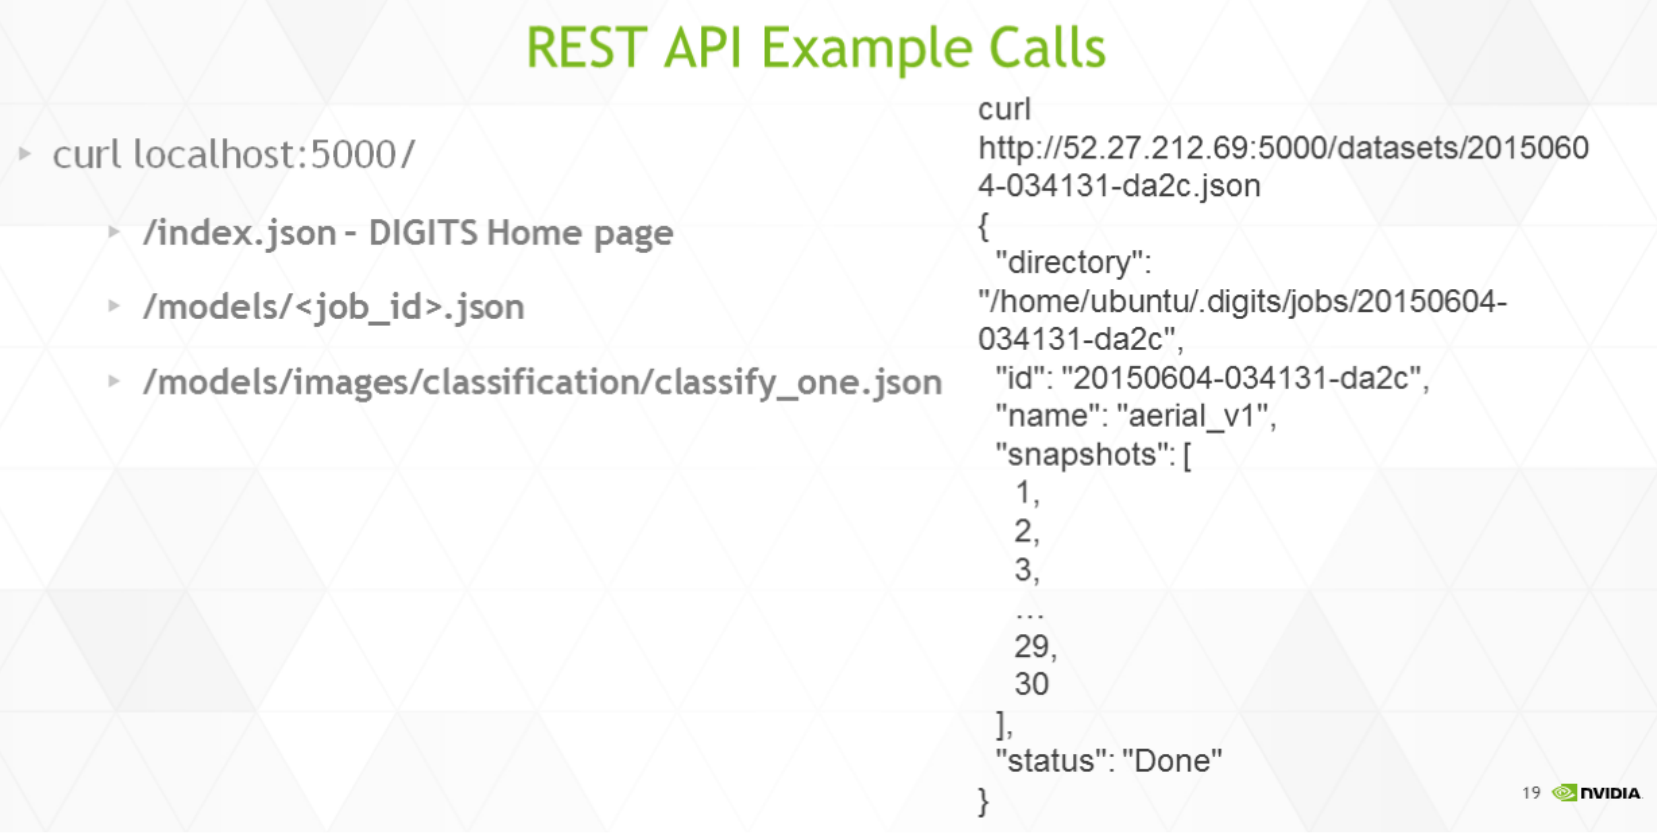 REST API Example Calls
curl localhost:5000/
/index.json - DIGITS Home page
/models/<job_id>.json
/models/images/classification/classify_one.json
curl
http://52.27.212.69:5000/datasets/2015060
4-034131-da2c.json
{
"directory":
"/home/ubuntu/.digits/jobs/20150604-
034131-da2c",
"id": "20150604-034131-da2c",
"name": "aerial_v1",
"snapshots": [
1,
2,
3,
...
29,
30
],
"status": "Done"
}
19 NVIDIA